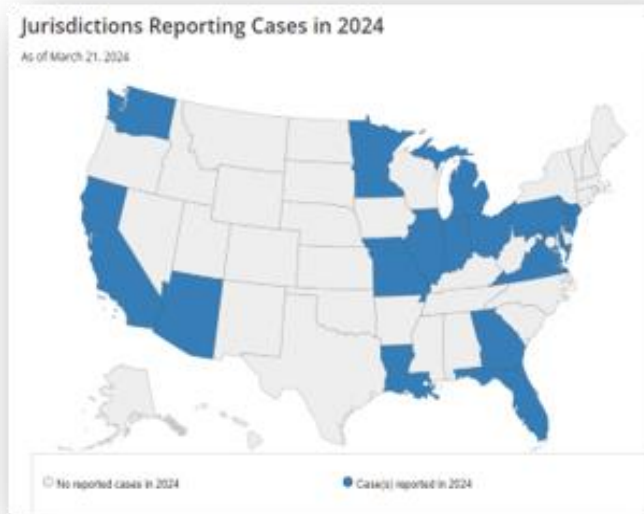 Jurisdictions Reporting Cases in 2024
As of March 21, 2024
No reported cases in 2024
Case(s) reported in 2024